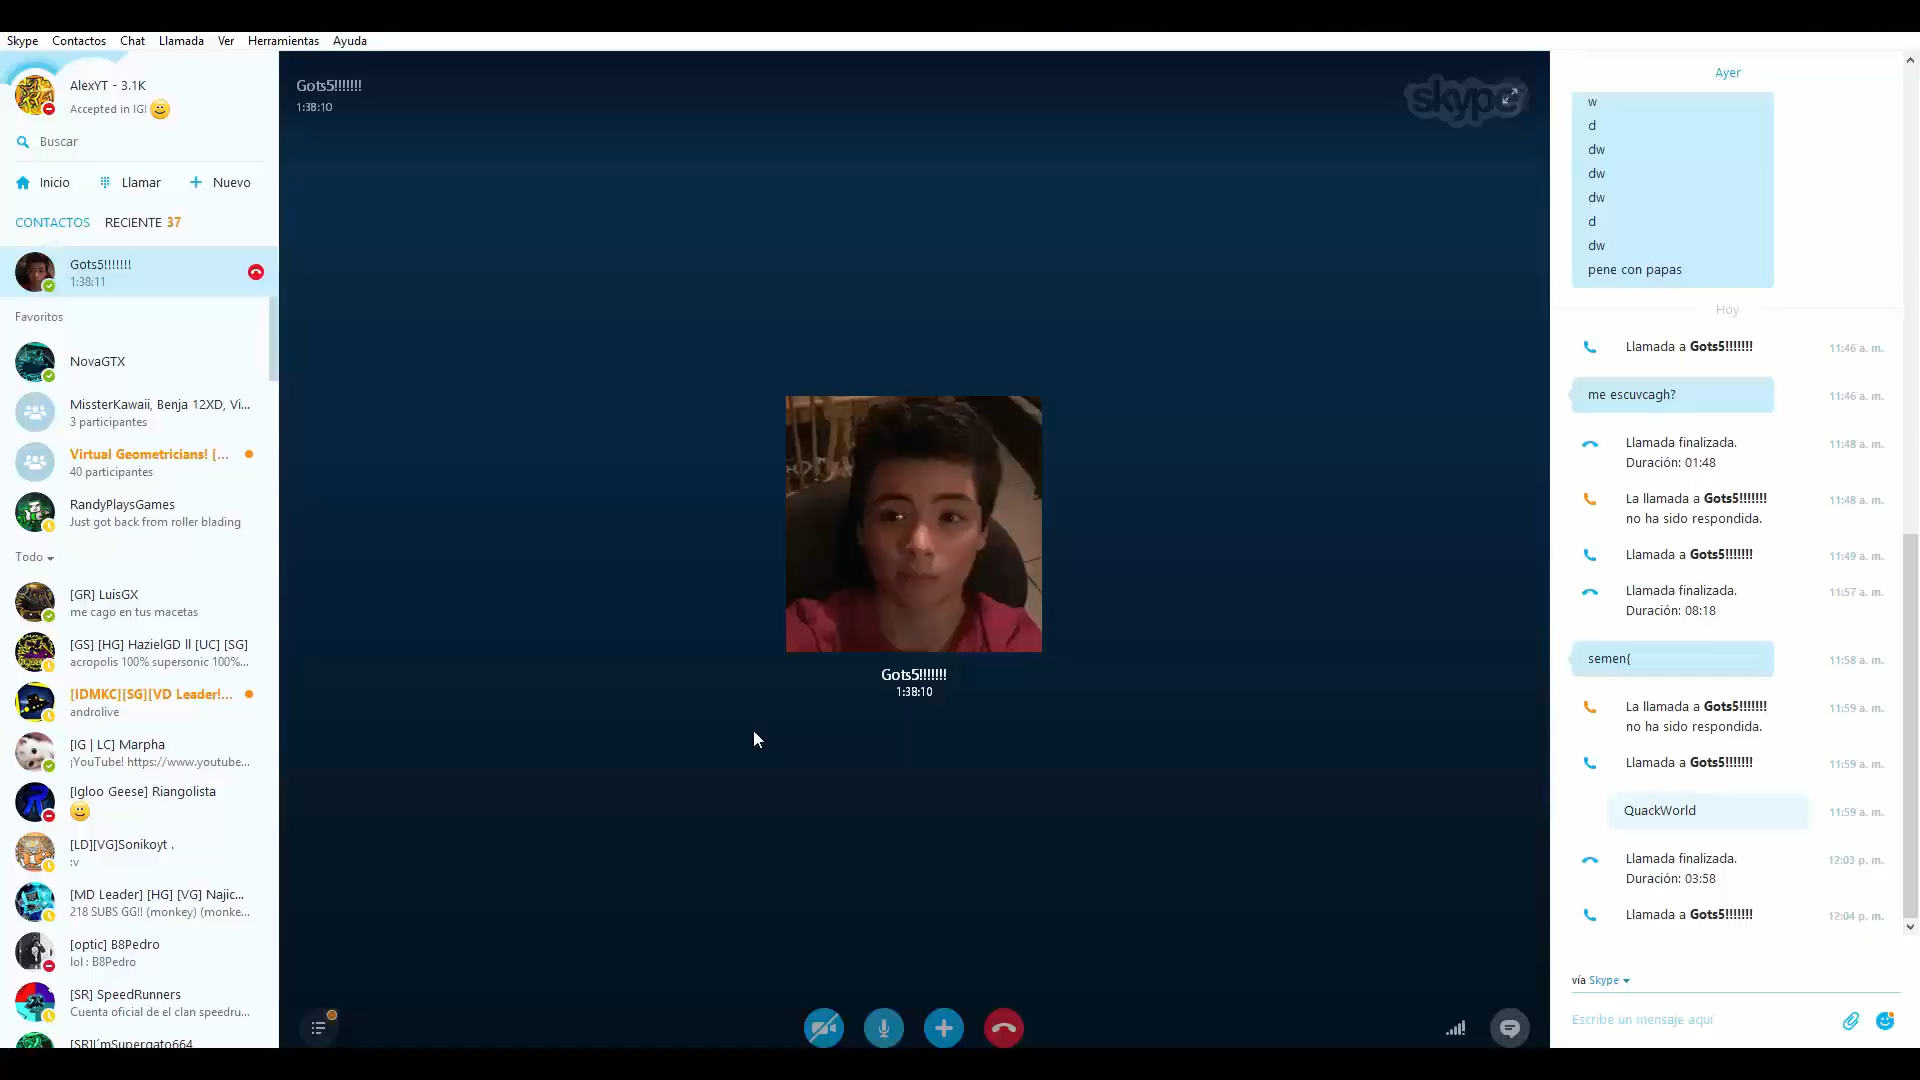 Skype Contactos Chat Llamada Ver Herramientas Ayuda
AlexYT - 3.1K
Accepted in IG!
Buscar
Inicio Llamar Nuevo
CONTACTOS RECIENTE 37
Gots5!!!!!!!
1:38:11
Favoritos
NovaGTX
MissterKawaii, Benja 12XD, Vi...
3 participantes
Virtual Geometricians! [...
40 participantes
RandyPlaysGames
Just got back from roller blading
Todo
[GR] LuisGX
me cago en tus macetas
[GS] [HG] HazielGD ll [UC] [SG]
acropolis 100% supersonic 100%...
[IDMKC][SG][VD Leader!...
androlive
[IG | LC] Marpha
¡YouTube! https://www.youtube...
[Igloo Geese] Riangolista
[LD][VG]Sonikoyt .
:v
[MD Leader] [HG] [VG] Najic...
218 SUBS GG!! (monkey) (monke...
[optic] B8Pedro
lol : B8Pedro
[SR] SpeedRunners
Cuenta oficial de el clan speedru...
[SR]I'mSupergato664
Gots5!!!!!!!
1:38:10
skype
Gots5!!!!!!!
1:38:10
Ayer
w
d
dw
dw
dw
d
dw
pene con papas
Hoy
Llamada a Gots5!!!!!!! 11:46 a. m.
me escuvcagh? 11:46 a. m.
Llamada finalizada. 11:48 a. m.
Duración: 01:48
La llamada a Gots5!!!!!!! 11:48 a. m.
no ha sido respondida.
Llamada a Gots5!!!!!!! 11:49 a. m.
Llamada finalizada. 11:57 a. m.
Duración: 08:18
semen{ 11:58 a. m.
La llamada a Gots5!!!!!!! 11:59 a. m.
no ha sido respondida.
Llamada a Gots5!!!!!!! 11:59 a. m.
QuackWorld 11:59 a. m.
Llamada finalizada. 12:03 p. m.
Duración: 03:58
Llamada a Gots5!!!!!!! 12:04 p. m.
vía Skype
Escribe un mensaje aquí